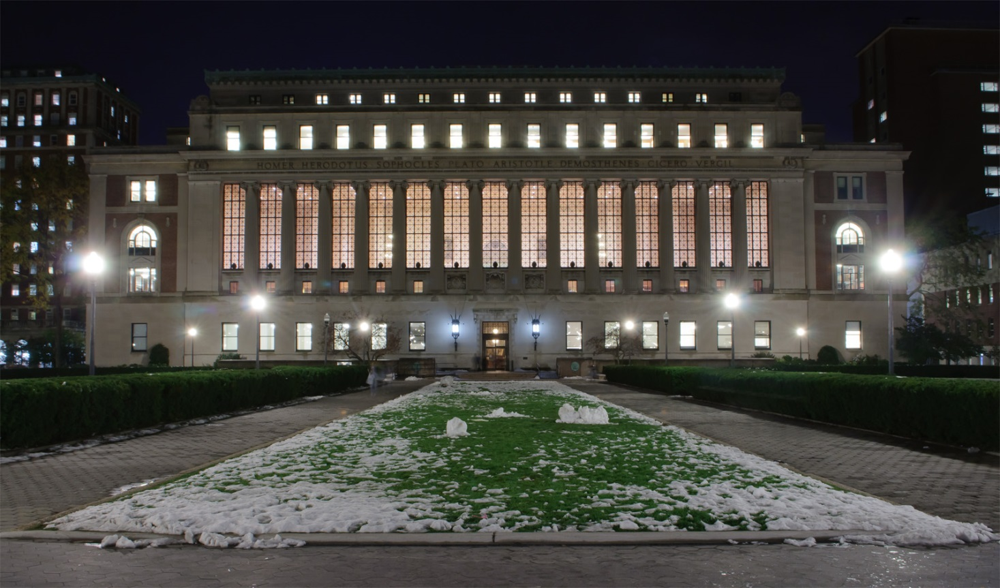 HOMER · HERODOTUS · SOPHOCLES · PLATO · ARISTOTLE · DEMOSTHENES · CICERO · VERGIL